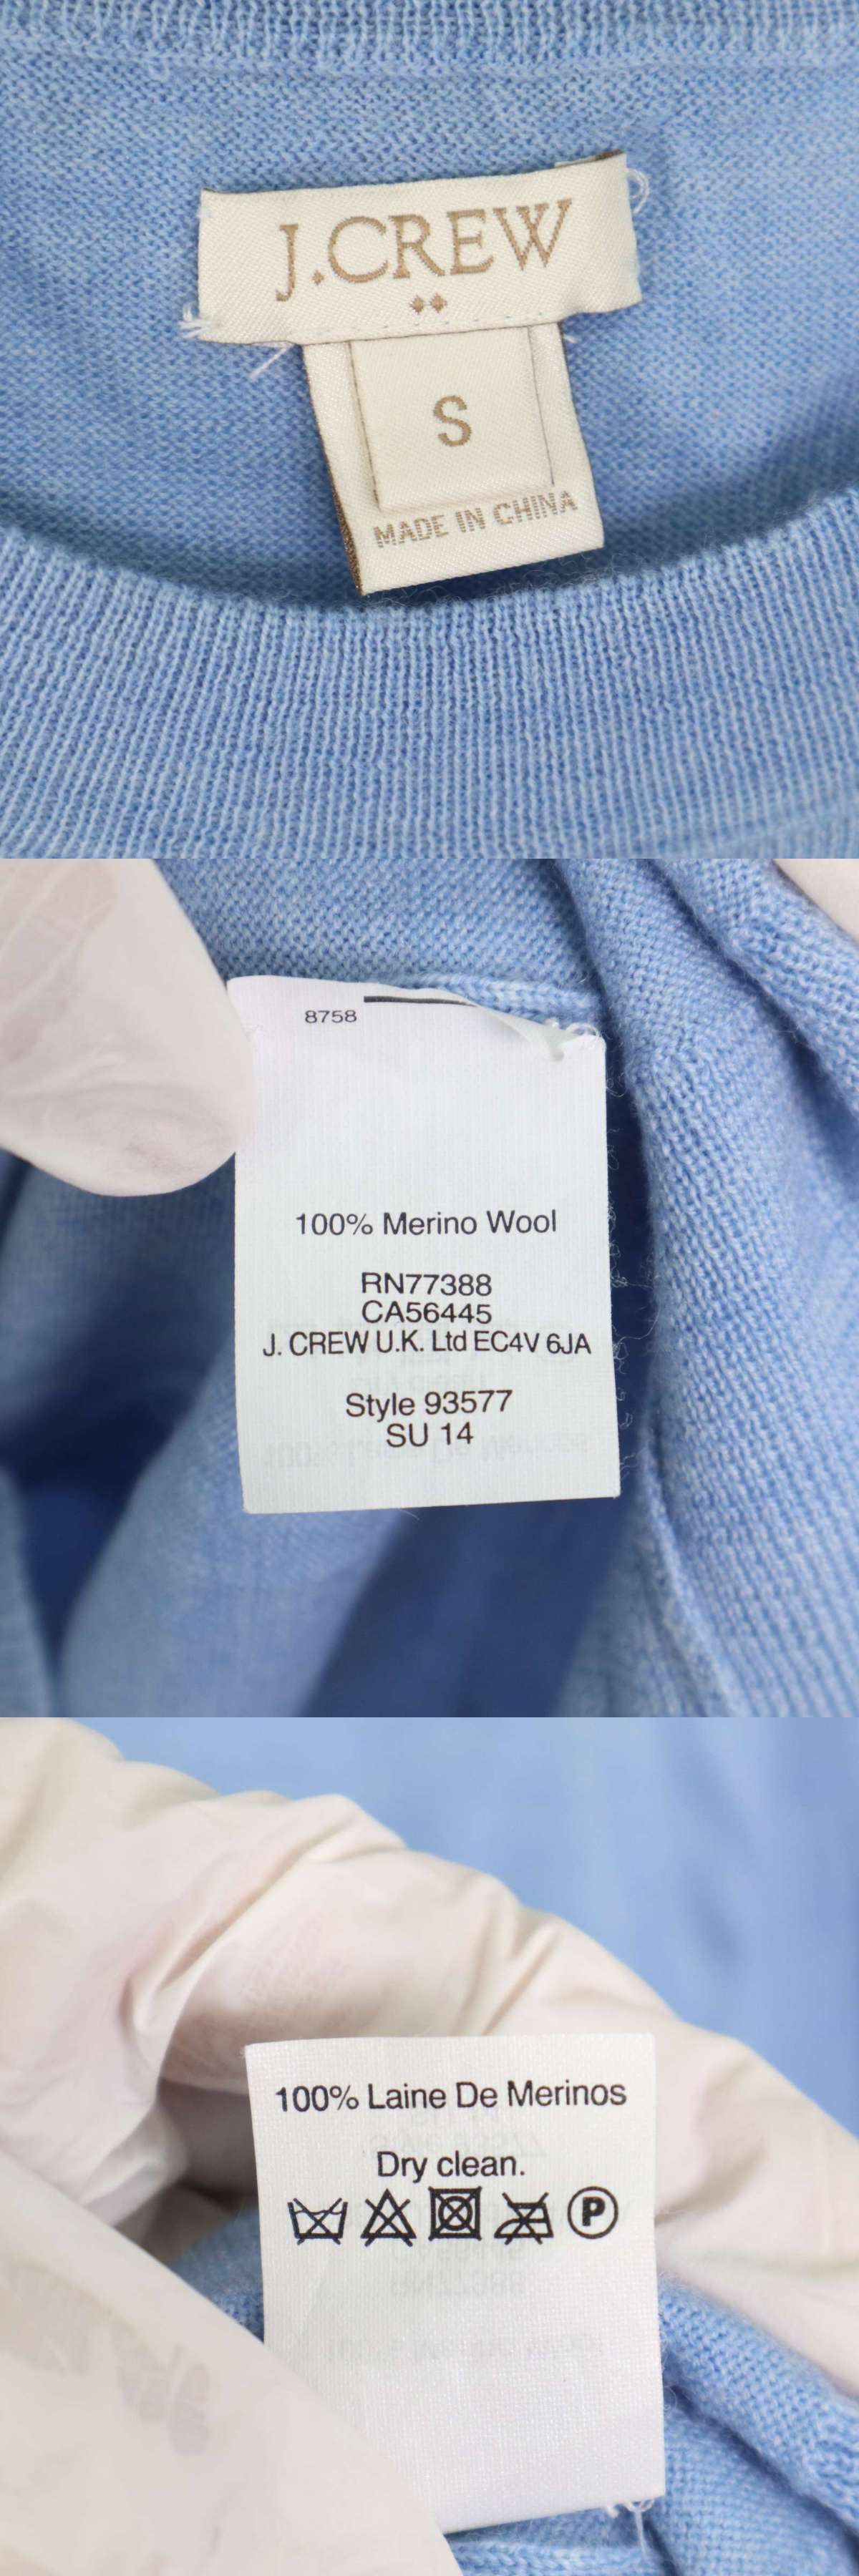 J.CREW
S
MADE IN CHINA
8758
100% Merino Wool
RN77388
CA56445
J. CREW U.K. Ltd EC4V 6JA
Style 93577
SU 14
100% Laine De Merinos
Dry clean.
P